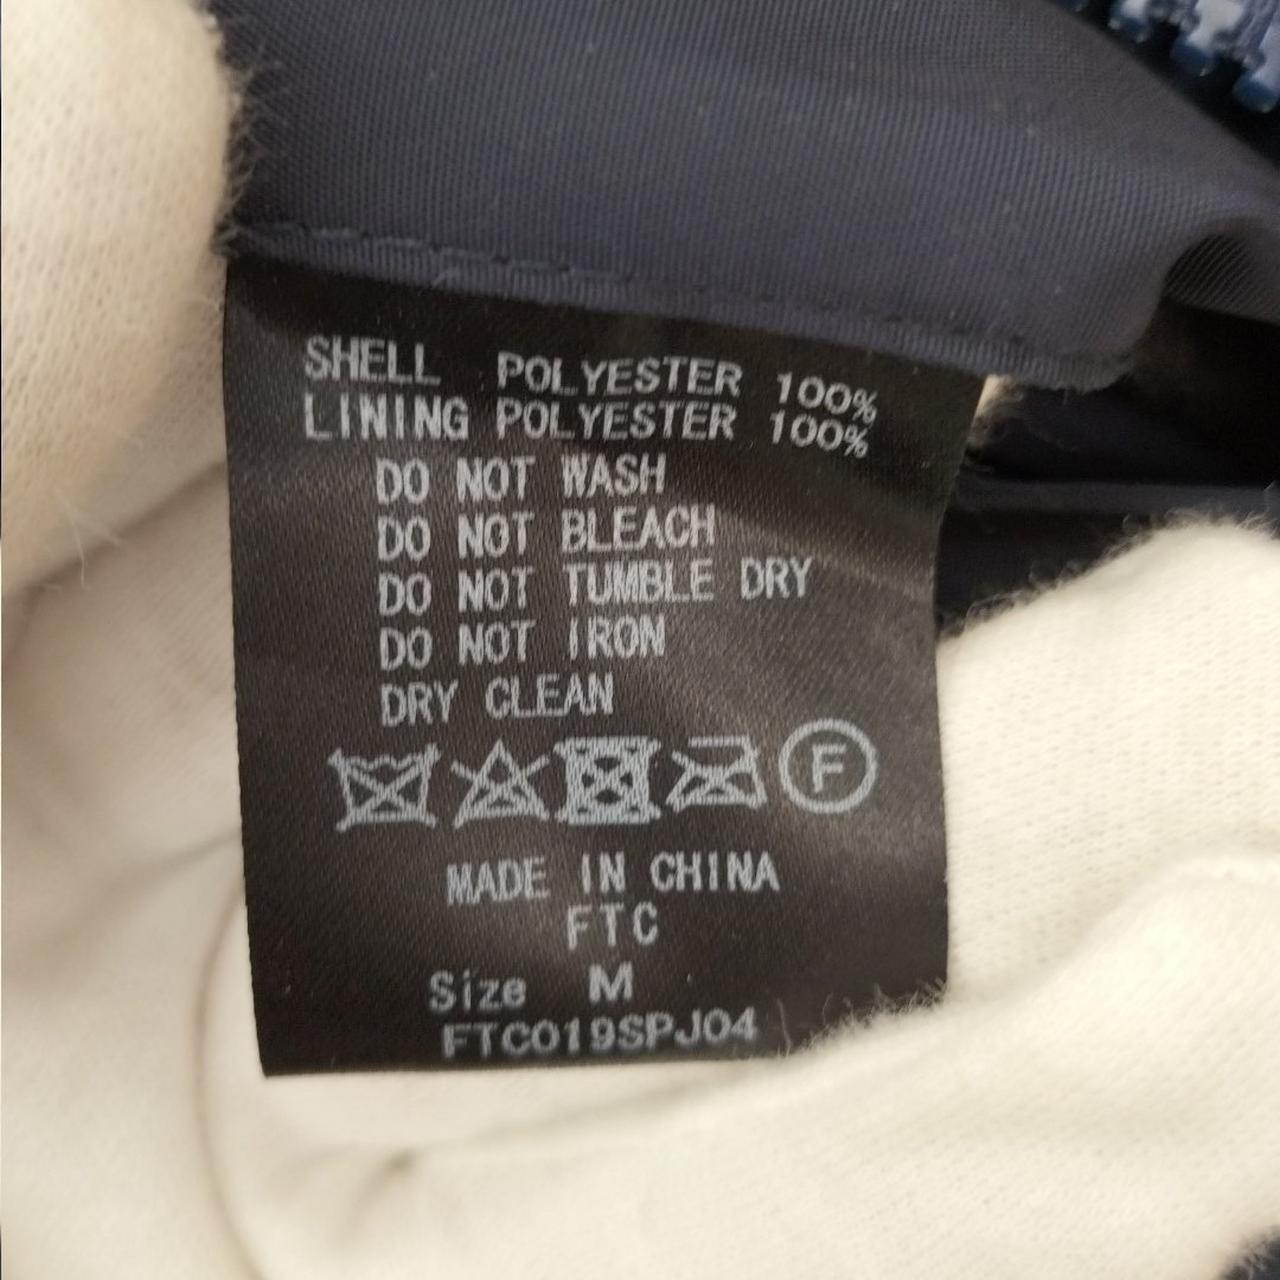 SHELL POLYESTER 100%
LINING POLYESTER 100%
DO NOT WASH
DO NOT BLEACH
DO NOT TUMBLE DRY
DO NOT IRON
DRY CLEAN
F
MADE IN CHINA
FTC
Size M
FTC019SPJ04